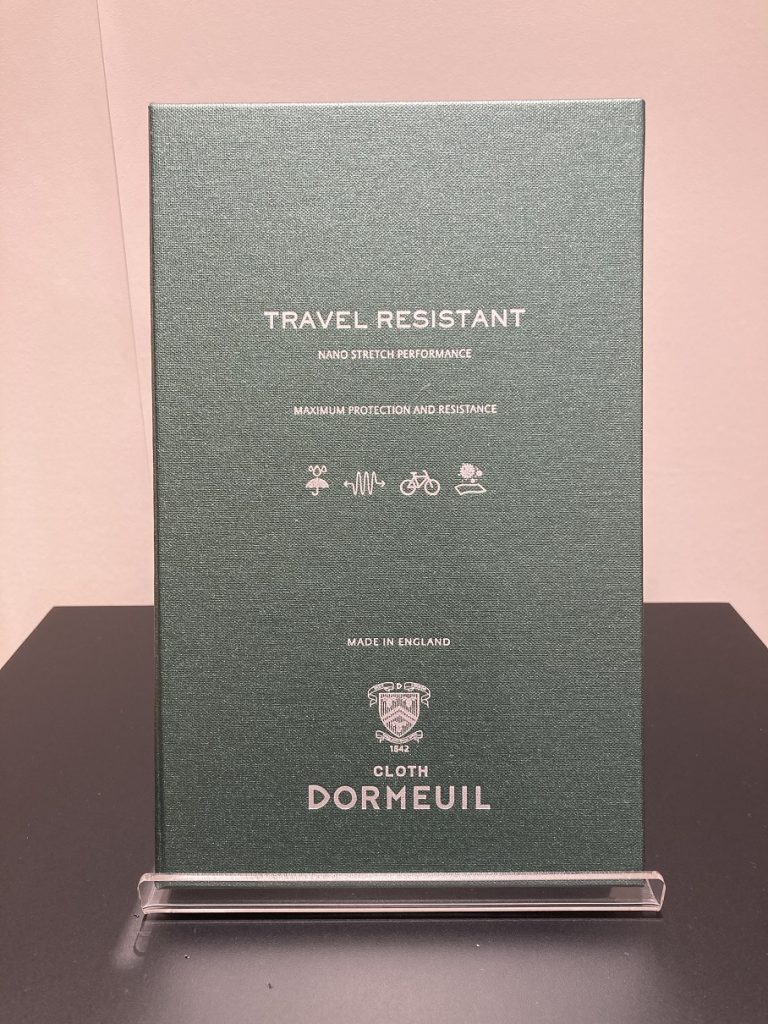 TRAVEL RESISTANT
NANO STRETCH PERFORMANCE
MAXIMUM PROTECTION AND RESISTANCE
MADE IN ENGLAND
D
1842
CLOTH
DORMEUIL